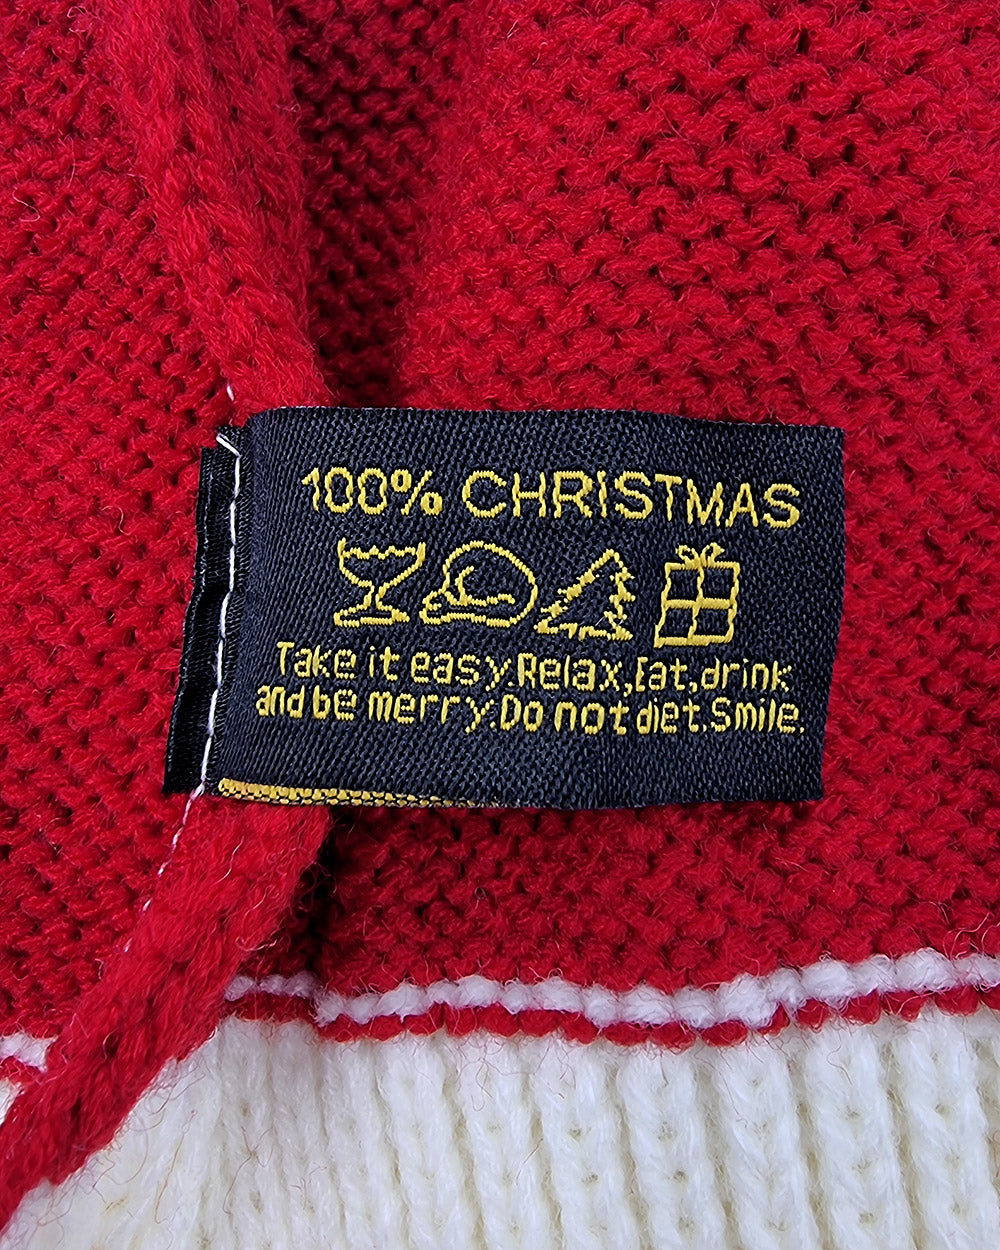 100% CHRISTMAS
Take it easy.Relax,Eat,drink
and be merry.Do not diet.Smile.